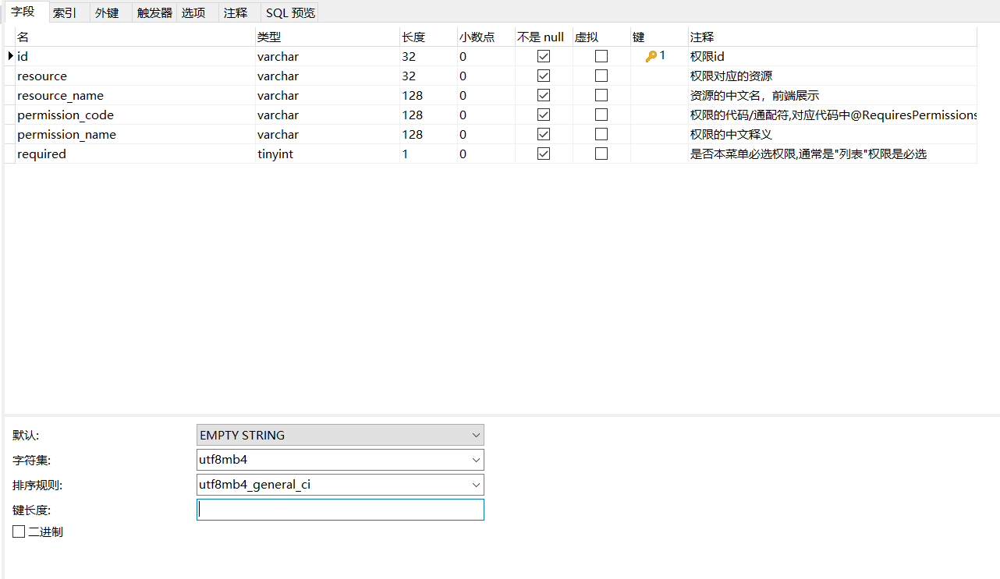 字段 索引 外键 触发器 选项 注释 SQL 预览
名 类型 长度 小数点 不是 null 虚拟 键 注释
id varchar 32 0 1 权限id
resource varchar 32 0 权限对应的资源
resource_name varchar 128 0 资源的中文名，前端展示
permission_code varchar 128 0 权限的代码/通配符,对应代码中@RequiresPermissions
permission_name varchar 128 0 权限的中文释义
required tinyint 1 0 是否本菜单必选权限,通常是"列表"权限是必选
默认: EMPTY STRING
字符集: utf8mb4
排序规则: utf8mb4_general_ci
键长度:
二进制